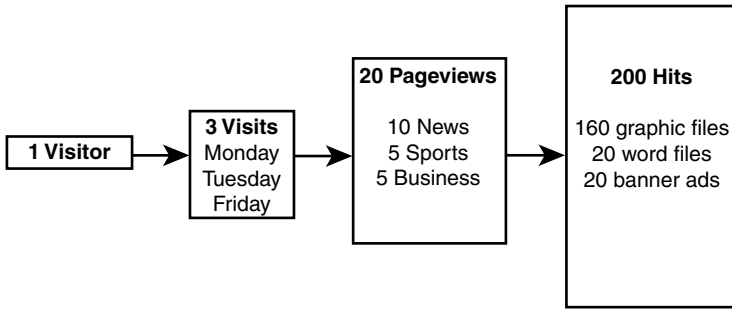 1 Visitor
3 Visits
Monday
Tuesday
Friday
20 Pageviews
10 News
5 Sports
5 Business
200 Hits
160 graphic files
20 word files
20 banner ads